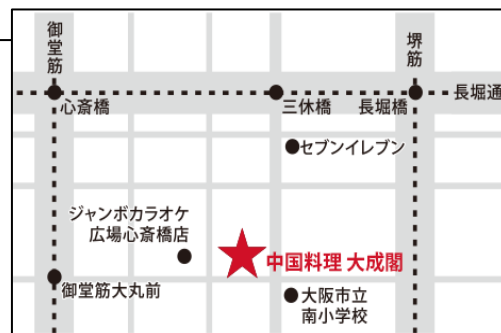 御堂筋
堺筋
心斎橋
三休橋
長堀橋
長堀通
セブンイレブン
ジャンボカラオケ
広場心斎橋店
中国料理 大成閣
御堂筋大丸前
大阪市立
南小学校